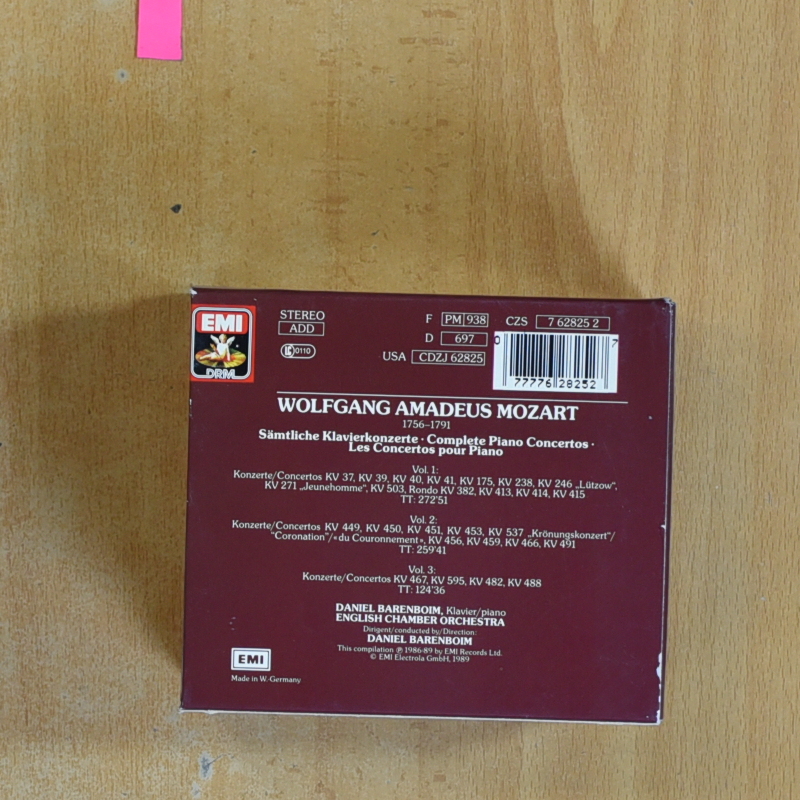 EMI
DRM
STEREO
ADD
0110
F PM 938 CZS 7 62825 2
D 697
USA CDZJ 62825
0 77776 28252 7
WOLFGANG AMADEUS MOZART
1756–1791
Sämtliche Klavierkonzerte · Complete Piano Concertos ·
Les Concertos pour Piano
Vol. 1:
Konzerte/Concertos KV 37, KV 39, KV 40, KV 41, KV 175, KV 238, KV 246 „Lützow“,
KV 271 „Jeunehomme“, KV 503, Rondo KV 382, KV 413, KV 414, KV 415
TT: 272'51
Vol. 2:
Konzerte/Concertos KV 449, KV 450, KV 451, KV 453, KV 537 „Krönungskonzert“/
“Coronation”/«du Couronnement», KV 456, KV 459, KV 466, KV 491
TT: 259'41
Vol. 3:
Konzerte/Concertos KV 467, KV 595, KV 482, KV 488
TT: 124'36
DANIEL BARENBOIM, Klavier/piano
ENGLISH CHAMBER ORCHESTRA
Dirigent/conducted by/Direction:
DANIEL BARENBOIM
This compilation ℗ 1986-89 by EMI Records Ltd.
© EMI Electrola GmbH, 1989
EMI
Made in W.-Germany